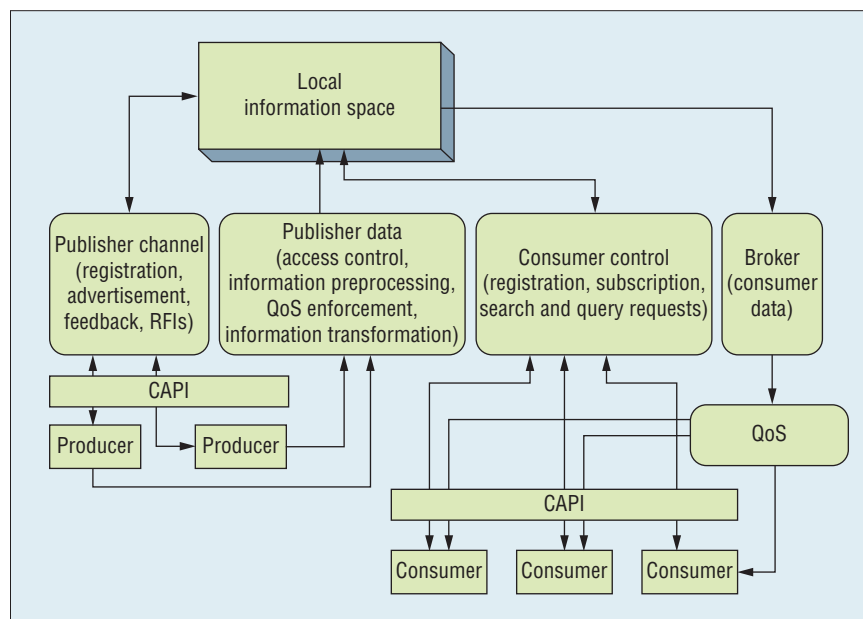 Local
information space
Publisher channel
(registration,
advertisement,
feedback, RFIs)
Publisher data
(access control,
information preprocessing,
QoS enforcement,
information transformation)
Consumer control
(registration, subscription,
search and query requests)
Broker
(consumer
data)
CAPI
Producer
Producer
QoS
CAPI
Consumer
Consumer
Consumer